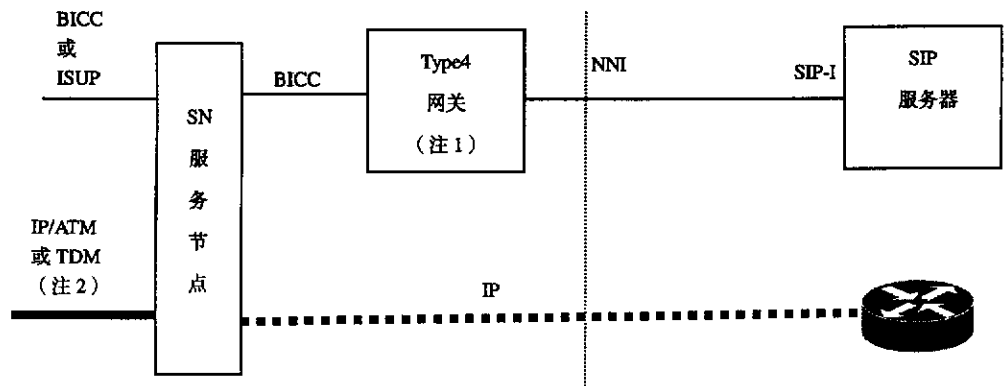 BICC
或
ISUP
SN
服
务
节
点
BICC
Type4
网关
（注 1）
NNI
SIP-I
SIP
服务器
IP/ATM
或 TDM
（注 2）
IP